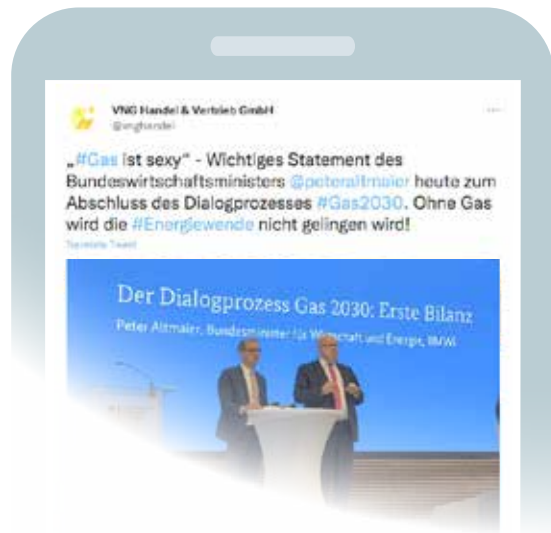 VNG Handel & Vertrieb GmbH
@vnghandel
„#Gas ist sexy“ - Wichtiges Statement des
Bundeswirtschaftsministers @peteraltmaier heute zum
Abschluss des Dialogprozesses #Gas2030. Ohne Gas
wird die #Energiewende nicht gelingen wird!
Translate Tweet
Der Dialogprozess Gas 2030: Erste Bilanz
Peter Altmaier, Bundesminister für Wirtschaft und Energie, BMWi